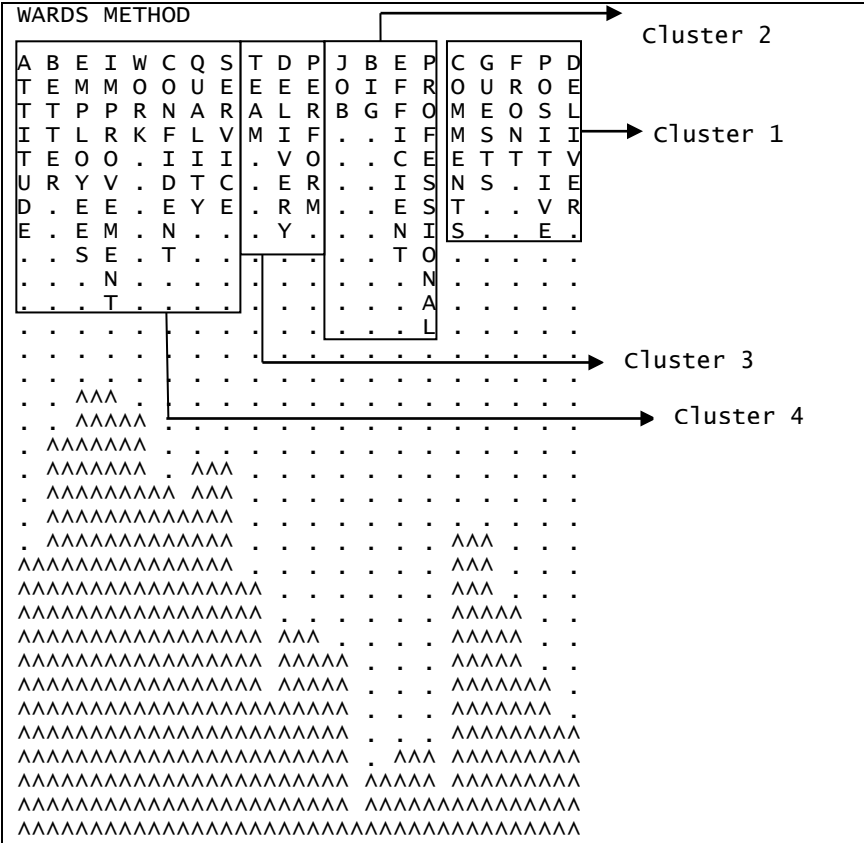 WARDS METHOD
Cluster 2
ATTITUDE
BETTER
EMPLOYEES
IMPROVEMENT
WORK
CONFIDENT
QUALITY
SERVICE
TEAM
DELIVERY
PERFORM
JOB
BIG
EFFICIENT
PROFESSIONAL
COMMENTS
GUESTS
FRONT
POSITIVE
DELIVER
Cluster 1
Cluster 3
Cluster 4